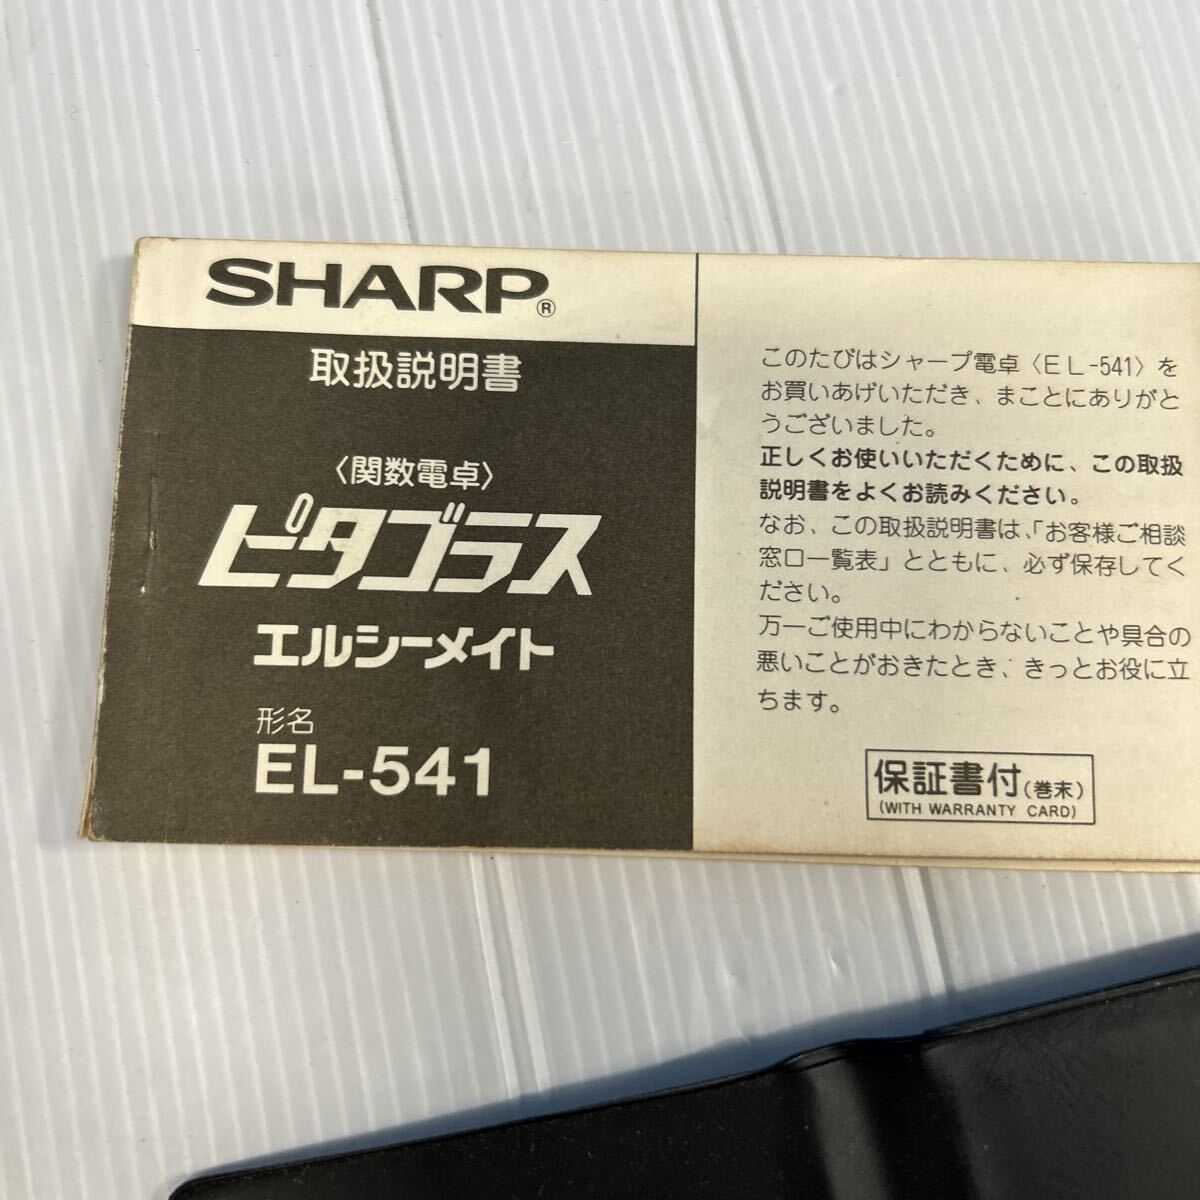 SHARP®
取扱説明書
〈関数電卓〉
ピタゴラス
エルシーメイト
形名
EL-541
このたびはシャープ電卓〈EL-541〉を
お買いあげいただき、まことにありがと
うございました。
正しくお使いいただくために、この取扱
説明書をよくお読みください。
なお、この取扱説明書は、「お客様ご相談
窓口一覧表」とともに、必ず保存してく
ださい。
万一ご使用中にわからないことや具合の
悪いことがおきたとき、きっとお役に立
ちます。
保証書付(巻末)
(WITH WARRANTY CARD)